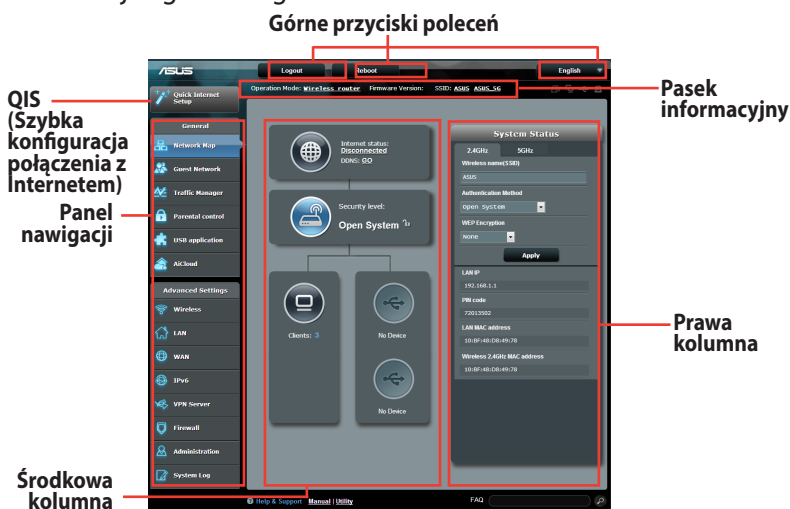 Górne przyciski poleceń
QIS
(Szybka
konfiguracja
połączenia z
Internetem)
Panel
nawigacji
Środkowa
kolumna
Pasek
informacyjny
Prawa
kolumna
ASUS
Logout
Reboot
English
Quick Internet
Setup
Operation Mode: Wireless router Firmware Version: SSID: ASUS ASUS_5G
General
Network Map
Guest Network
Traffic Manager
Parental control
USB application
AiCloud
Advanced Settings
Wireless
LAN
WAN
IPv6
VPN Server
Firewall
Administration
System Log
Internet status:
Disconnected
DDNS: GO
Security level:
Open System
Clients: 3
No Device
No Device
System Status
2.4GHz 5GHz
Wireless name(SSID)
ASUS
Authentication Method
Open System
WEP Encryption
None
Apply
LAN IP
192.168.1.1
PIN code
72013502
LAN MAC address
10:BF:48:D8:49:78
Wireless 2.4GHz MAC address
10:BF:48:D8:49:78
Help & Support Manual | Utility FAQ